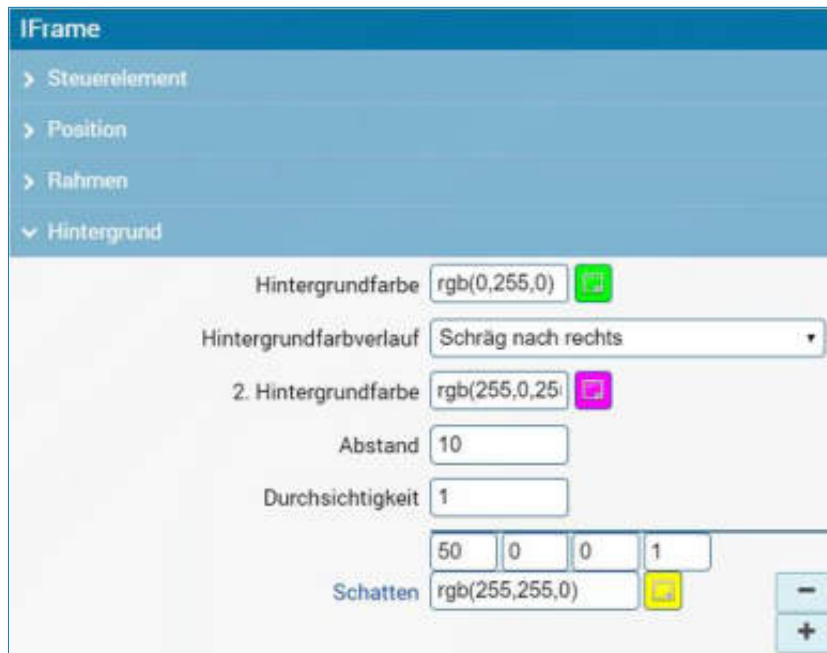 IFrame
Steuerelement
Position
Rahmen
Hintergrund
Hintergrundfarbe rgb(0,255,0)
Hintergrundfarbverlauf Schräg nach rechts
2. Hintergrundfarbe rgb(255,0,25
Abstand 10
Durchsichtigkeit 1
50 0 0 1
Schatten rgb(255,255,0) −
+